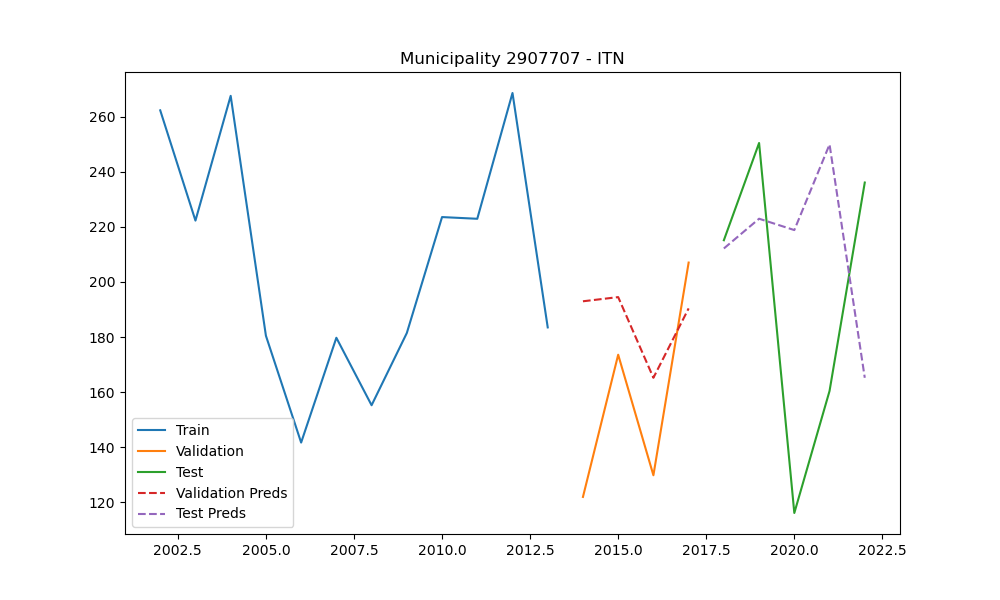 Municipality 2907707 - ITN
260
240
220
200
180
160
140
120
Train
Validation
Test
Validation Preds
Test Preds
2002.5 2005.0 2007.5 2010.0 2012.5 2015.0 2017.5 2020.0 2022.5